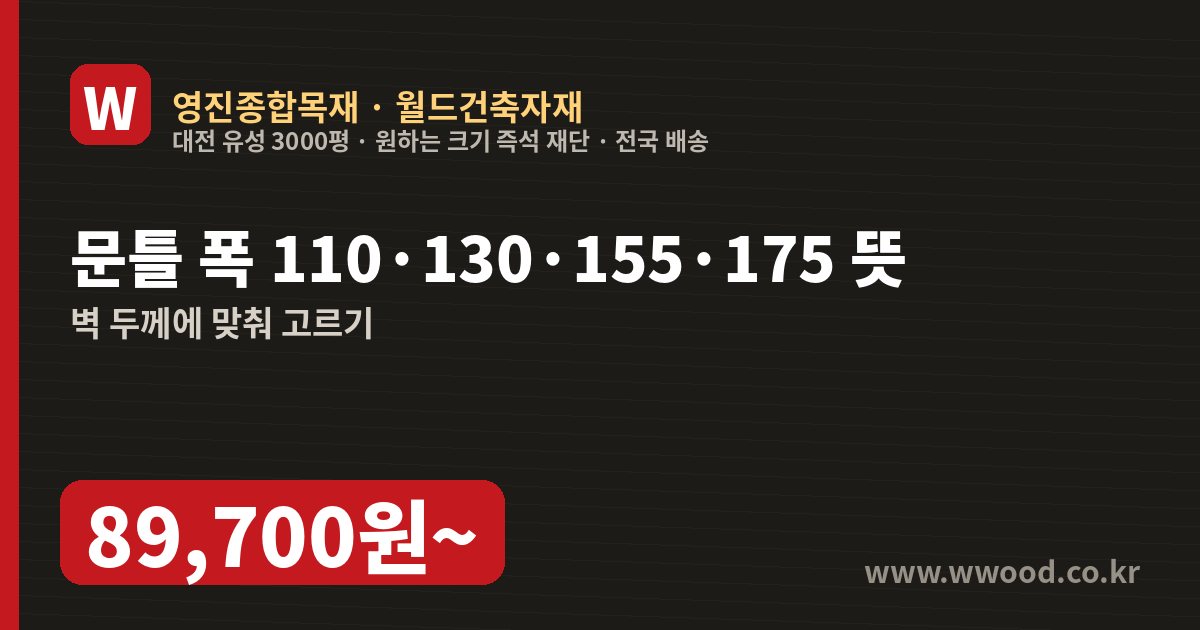 W
영진종합목재 · 월드건축자재
대전 유성 3000평 · 원하는 크기 즉석 재단 · 전국 배송
문틀 폭 110·130·155·175 뜻
벽 두께에 맞춰 고르기
89,700원~
www.wwood.co.kr